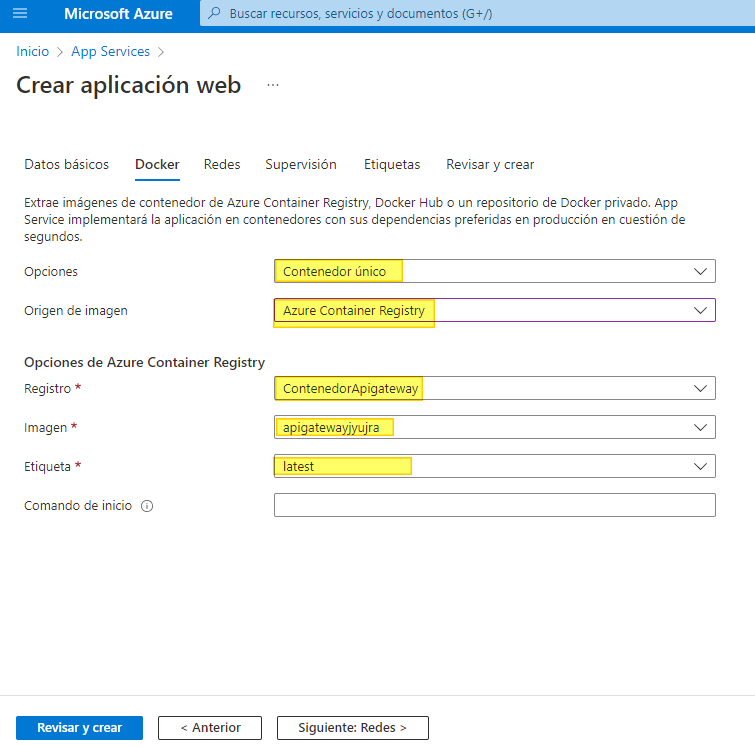 Microsoft Azure
Buscar recursos, servicios y documentos (G+/)
Inicio > App Services >
Crear aplicación web ...
Datos básicos Docker Redes Supervisión Etiquetas Revisar y crear
Extrae imágenes de contenedor de Azure Container Registry, Docker Hub o un repositorio de Docker privado. App
Service implementará la aplicación en contenedores con sus dependencias preferidas en producción en cuestión de
segundos.
Opciones Contenedor único
Origen de imagen Azure Container Registry
Opciones de Azure Container Registry
Registro * ContenedorApigateway
Imagen * apigatewayjyujra
Etiqueta * latest
Comando de inicio
Revisar y crear < Anterior Siguiente: Redes >